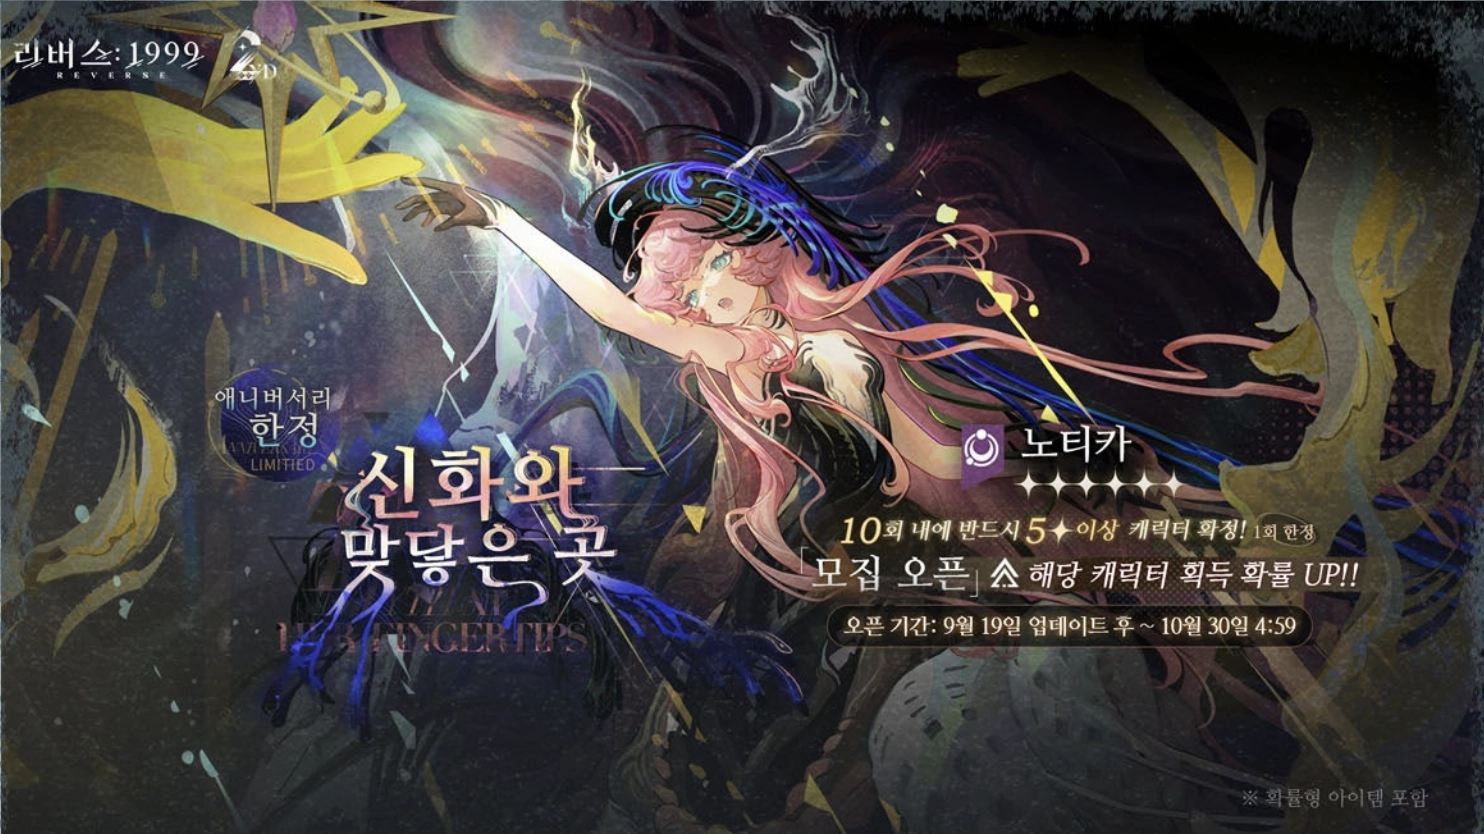 리버스:1999
REVERSE
2ND
애니버서리
한정
LIMITIED
신화와
맞닿은 곳
HER FINGERTIPS
노티카
10회 내에 반드시 5✦이상 캐릭터 확정! 1회 한정
「모집 오픈」 해당 캐릭터 획득 확률 UP!!
오픈 기간: 9월 19일 업데이트 후 ~ 10월 30일 4:59
※ 확률형 아이템 포함